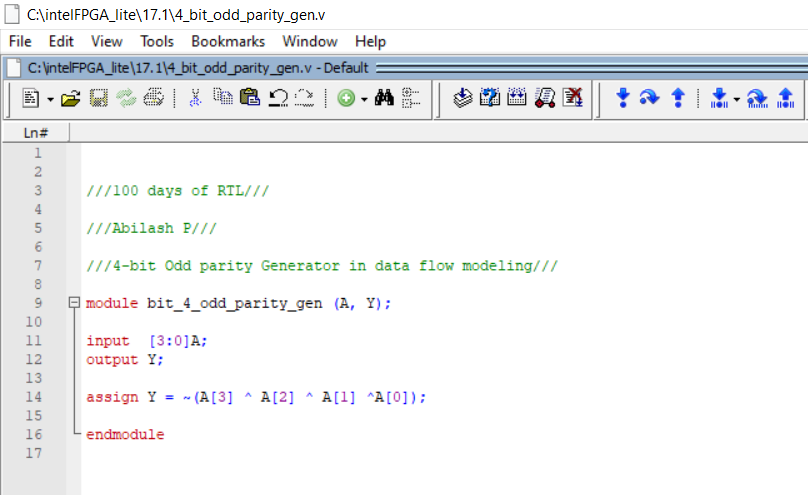 C:\intelFPGA_lite\17.1\4_bit_odd_parity_gen.v
File Edit View Tools Bookmarks Window Help
C:\intelFPGA_lite\17.1\4_bit_odd_parity_gen.v - Default
Ln#
1
2
3 ///100 days of RTL///
4
5 ///Abilash P///
6
7 ///4-bit Odd parity Generator in data flow modeling///
8
9 module bit_4_odd_parity_gen (A, Y);
10
11 input  [3:0]A;
12 output Y;
13
14 assign Y = ~(A[3] ^ A[2] ^ A[1] ^A[0]);
15
16 endmodule
17